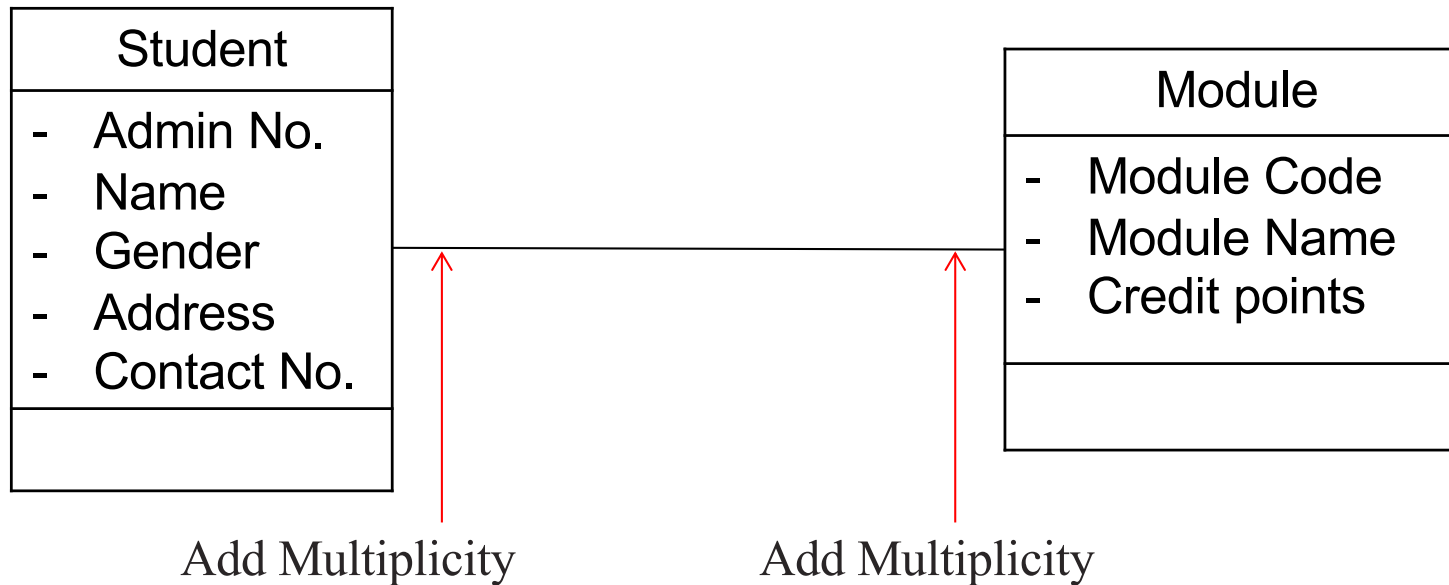 Student
- Admin No.
- Name
- Gender
- Address
- Contact No.
Module
- Module Code
- Module Name
- Credit points
Add Multiplicity
Add Multiplicity